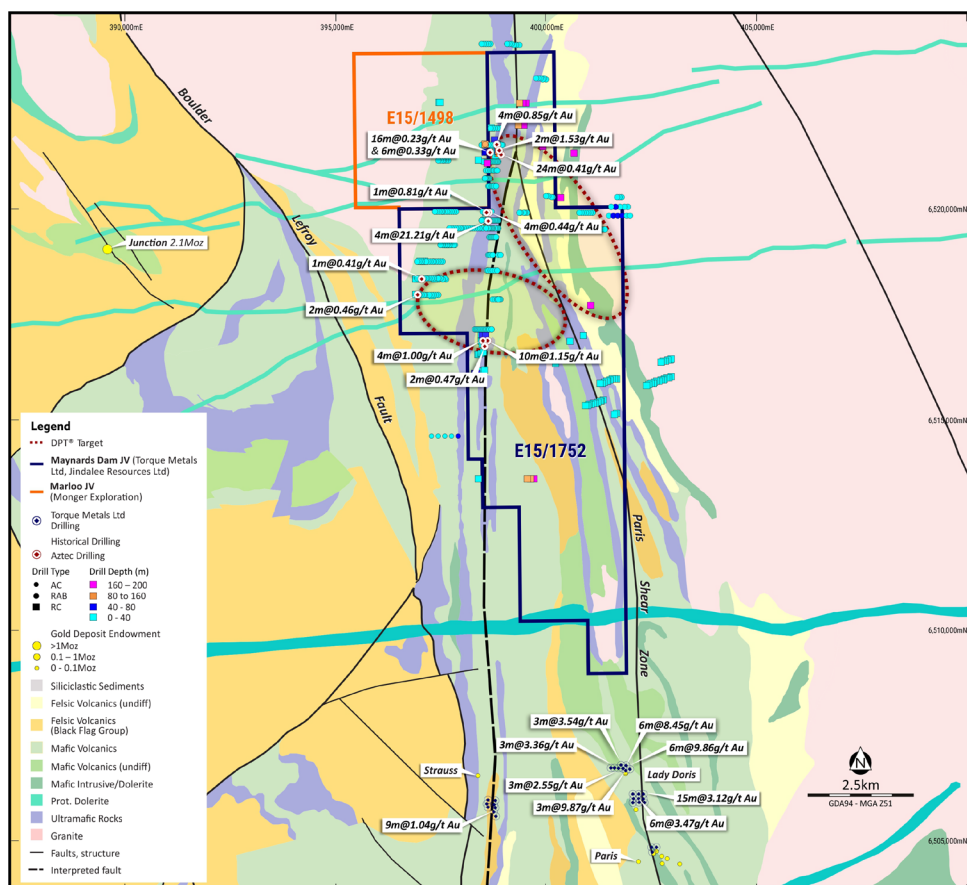 390,000mE
395,000mE
400,000mE
405,000mE
Boulder
E15/1498
4m@0.85g/t Au
16m@0.23g/t Au
& 6m@0.33g/t Au
2m@1.53g/t Au
24m@0.41g/t Au
1m@0.81g/t Au
6,520,000mN
6,520,000mN
Lefroy
4m@0.44g/t Au
4m@21.21g/t Au
Junction 2.1Moz
1m@0.41g/t Au
2m@0.46g/t Au
4m@1.00g/t Au
10m@1.15g/t Au
2m@0.47g/t Au
Fault
6,515,000mN
E15/1752
Paris
Shear
Zone
6,510,000mN
Legend
DPT® Target
Maynards Dam JV (Torque Metals
Ltd, Jindalee Resources Ltd)
Marloo JV
(Monger Exploration)
Torque Metals Ltd
Drilling
Historical Drilling
Aztec Drilling
Drill Type
Drill Depth (m)
AC
160 – 200
RAB
80 to 160
RC
40 - 80
0 - 40
Gold Deposit Endowment
>1Moz
0.1 – 1Moz
0 - 0.1Moz
Siliciclastic Sediments
Felsic Volcanics (undiff)
Felsic Volcanics
(Black Flag Group)
Mafic Volcanics
Mafic Volcanics (undiff)
Mafic Intrusive/Dolerite
Prot. Dolerite
Ultramafic Rocks
Granite
Faults, structure
Interpreted fault
3m@3.54g/t Au
6m@8.45g/t Au
3m@3.36g/t Au
6m@9.86g/t Au
Strauss
3m@2.55g/t Au
Lady Doris
3m@9.87g/t Au
15m@3.12g/t Au
9m@1.04g/t Au
6m@3.47g/t Au
Paris
N
2.5km
GDA94 - MGA Z51
6,505,000mN